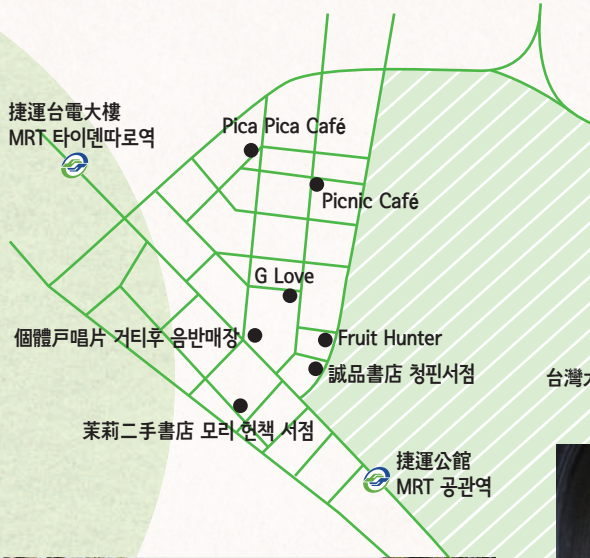 捷運台電大樓
MRT 타이뎬따로역
Pica Pica Café
Picnic Café
G Love
個體戶唱片 거티후 음반매장
Fruit Hunter
誠品書店 청핀서점
台灣大
茉莉二手書店 모리 헌책 서점
捷運公館
MRT 공관역